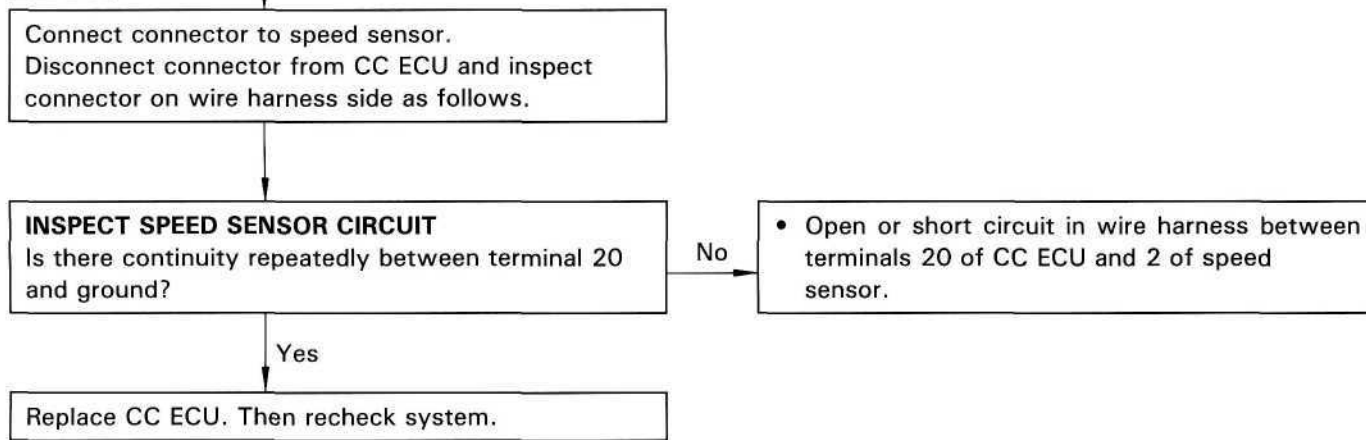 Connect connector to speed sensor.
Disconnect connector from CC ECU and inspect
connector on wire harness side as follows.
INSPECT SPEED SENSOR CIRCUIT
Is there continuity repeatedly between terminal 20
and ground?
No
• Open or short circuit in wire harness between
terminals 20 of CC ECU and 2 of speed
sensor.
Yes
Replace CC ECU. Then recheck system.